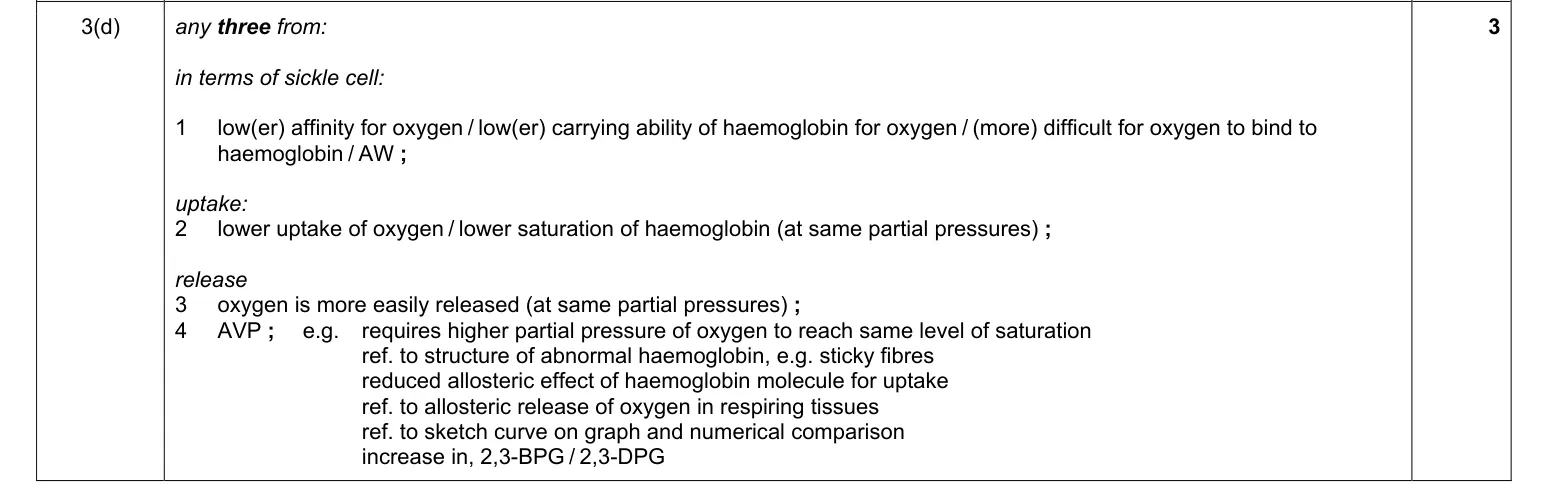 3(d) any three from: 3
in terms of sickle cell:
1 low(er) affinity for oxygen / low(er) carrying ability of haemoglobin for oxygen / (more) difficult for oxygen to bind to
haemoglobin / AW ;
uptake:
2 lower uptake of oxygen / lower saturation of haemoglobin (at same partial pressures) ;
release
3 oxygen is more easily released (at same partial pressures) ;
4 AVP ; e.g. requires higher partial pressure of oxygen to reach same level of saturation
ref. to structure of abnormal haemoglobin, e.g. sticky fibres
reduced allosteric effect of haemoglobin molecule for uptake
ref. to allosteric release of oxygen in respiring tissues
ref. to sketch curve on graph and numerical comparison
increase in, 2,3-BPG / 2,3-DPG